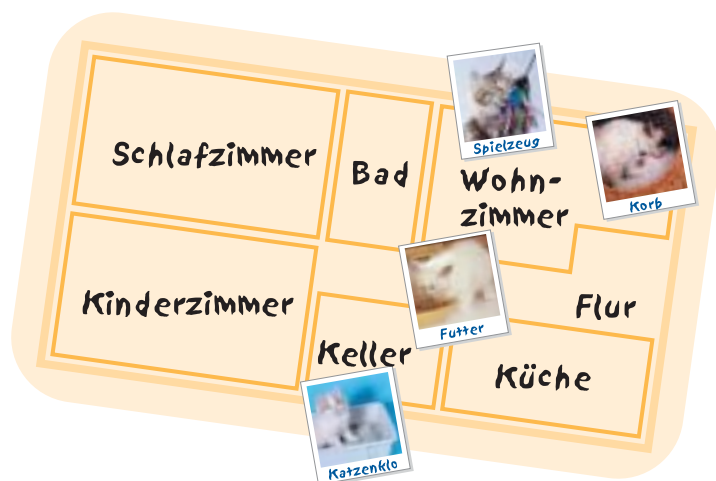 Schlafzimmer
Bad
Spielzeug
Wohn-
zimmer
Korb
Kinderzimmer
Futter
Flur
Keller
Küche
Katzenklo